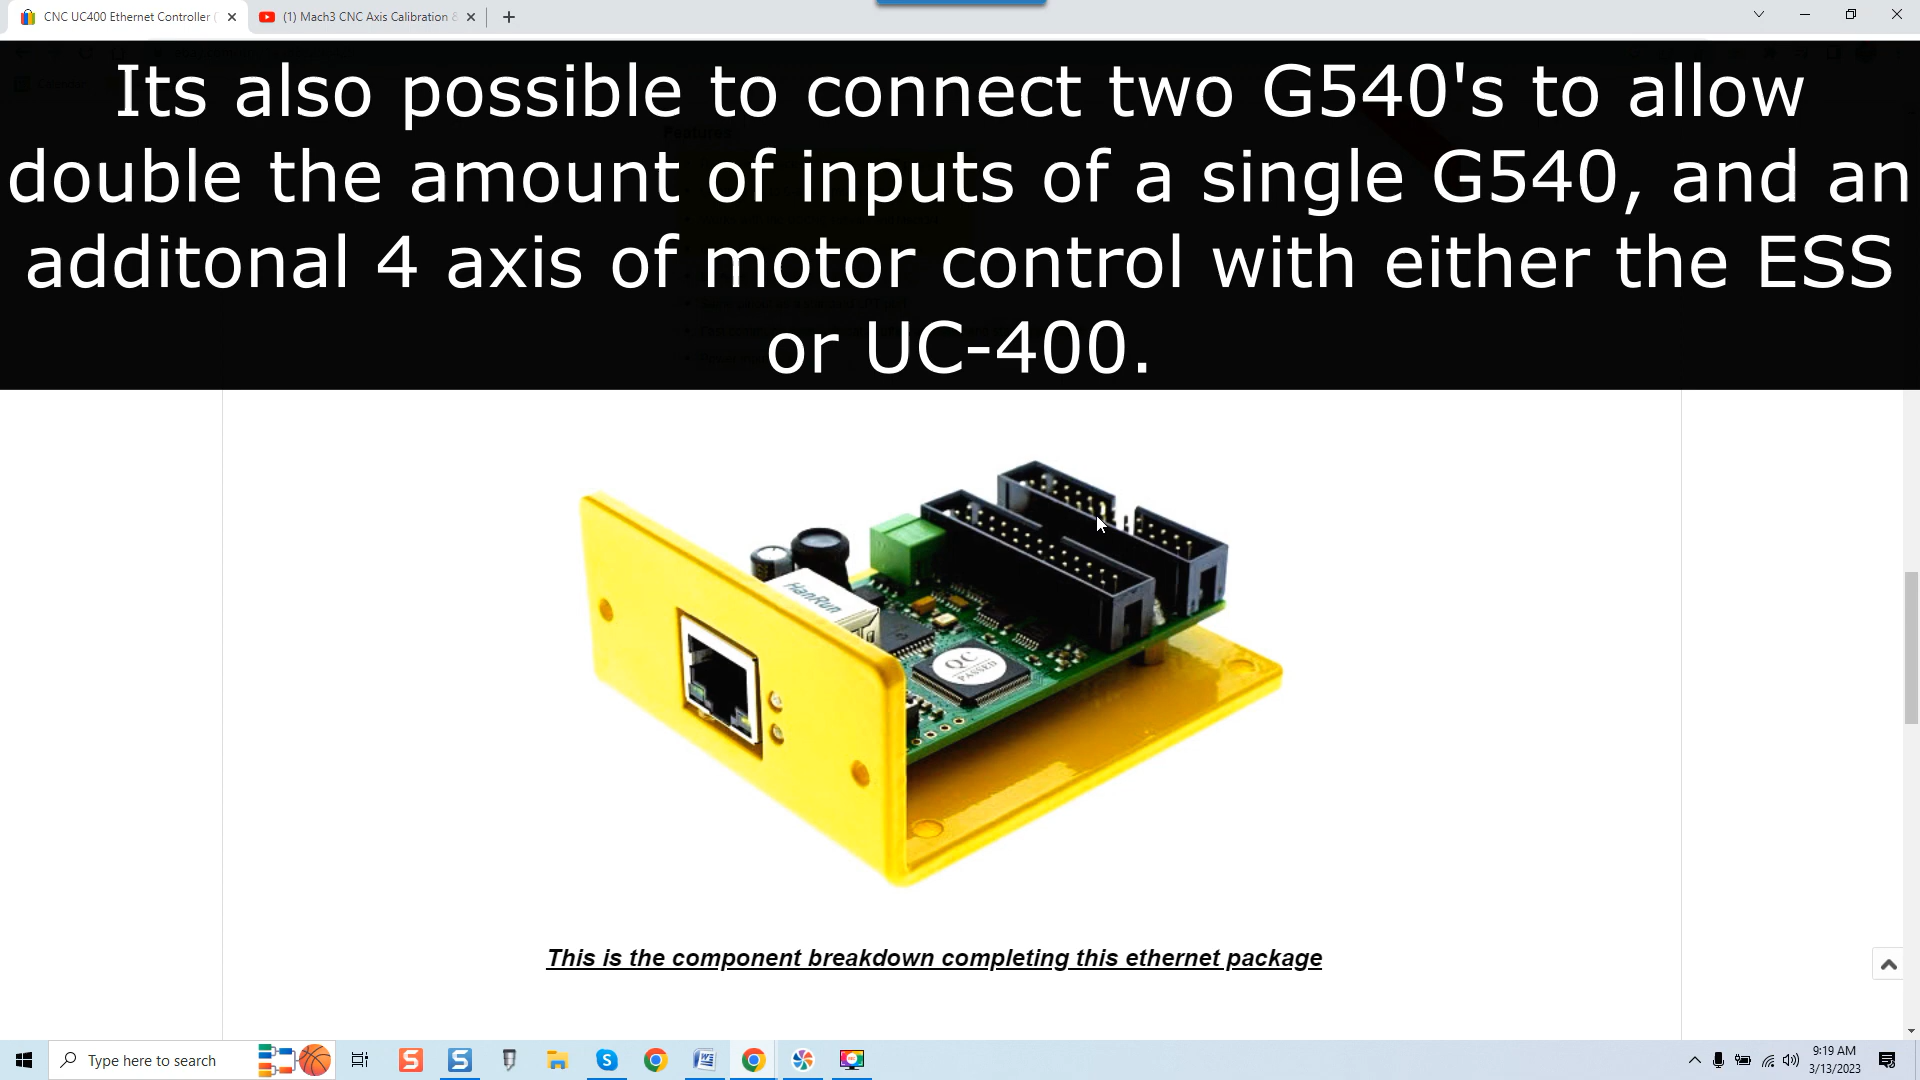 CNC UC400 Ethernet Controller (
(1) Mach3 CNC Axis Calibration &
Its also possible to connect two G540's to allow
double the amount of inputs of a single G540, and an
additonal 4 axis of motor control with either the ESS
or UC-400.
HanRun
QC
PASSED
This is the component breakdown completing this ethernet package
Type here to search
9:19 AM
3/13/2023